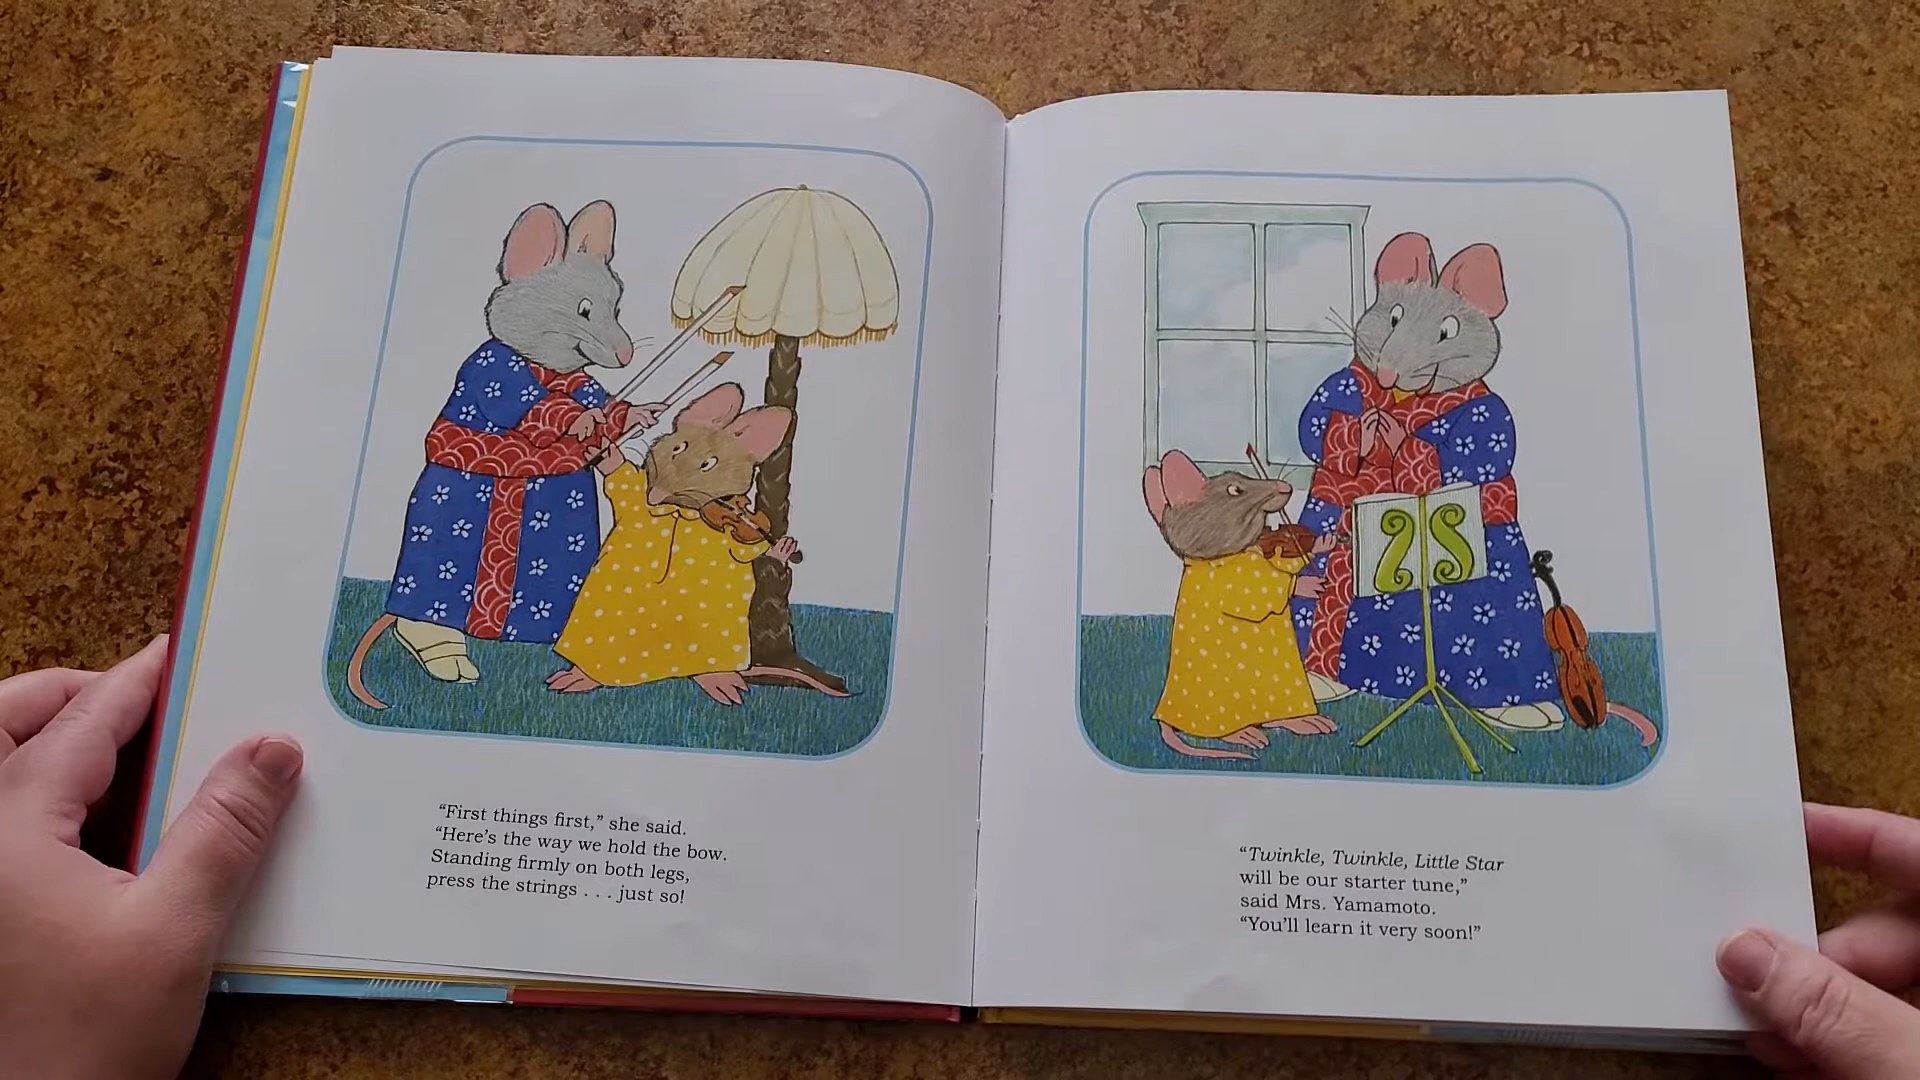 “First things first,” she said.
“Here’s the way we hold the bow.
Standing firmly on both legs,
press the strings . . . just so!
“Twinkle, Twinkle, Little Star
will be our starter tune,”
said Mrs. Yamamoto.
“You’ll learn it very soon!”